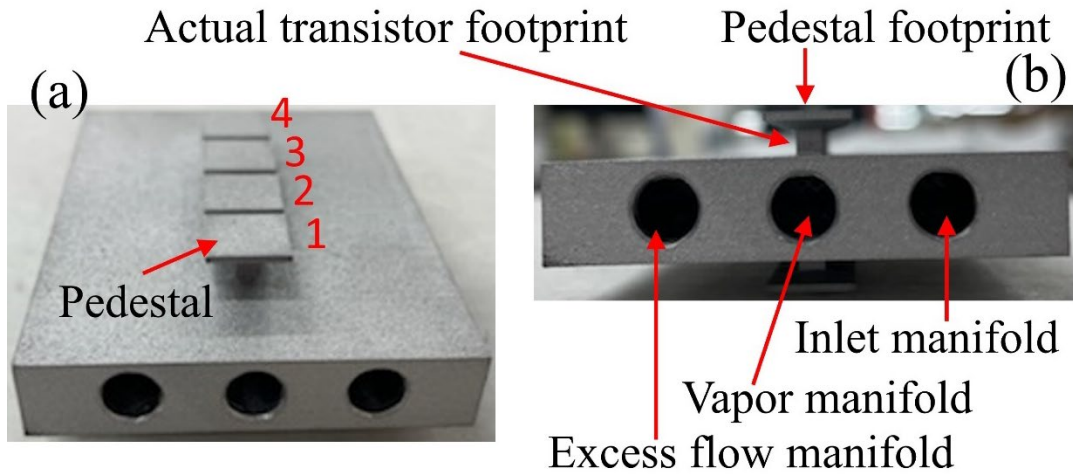 Actual transistor footprint
Pedestal footprint
(a)
(b)
4
3
2
1
Pedestal
Inlet manifold
Vapor manifold
Excess flow manifold